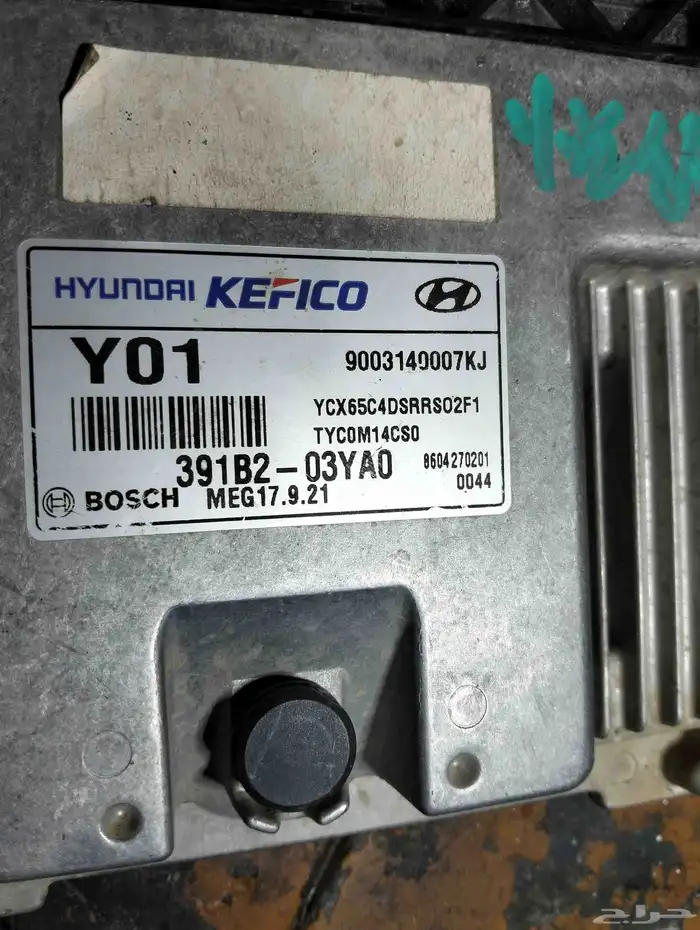 HYUNDAI KEFICO
Y01
9003140007KJ
YCX65C4DSRRS02F1
TYC0M14CS0
391B2-03YA0
8604270201
BOSCH MEG17.9.21
0044
حراج